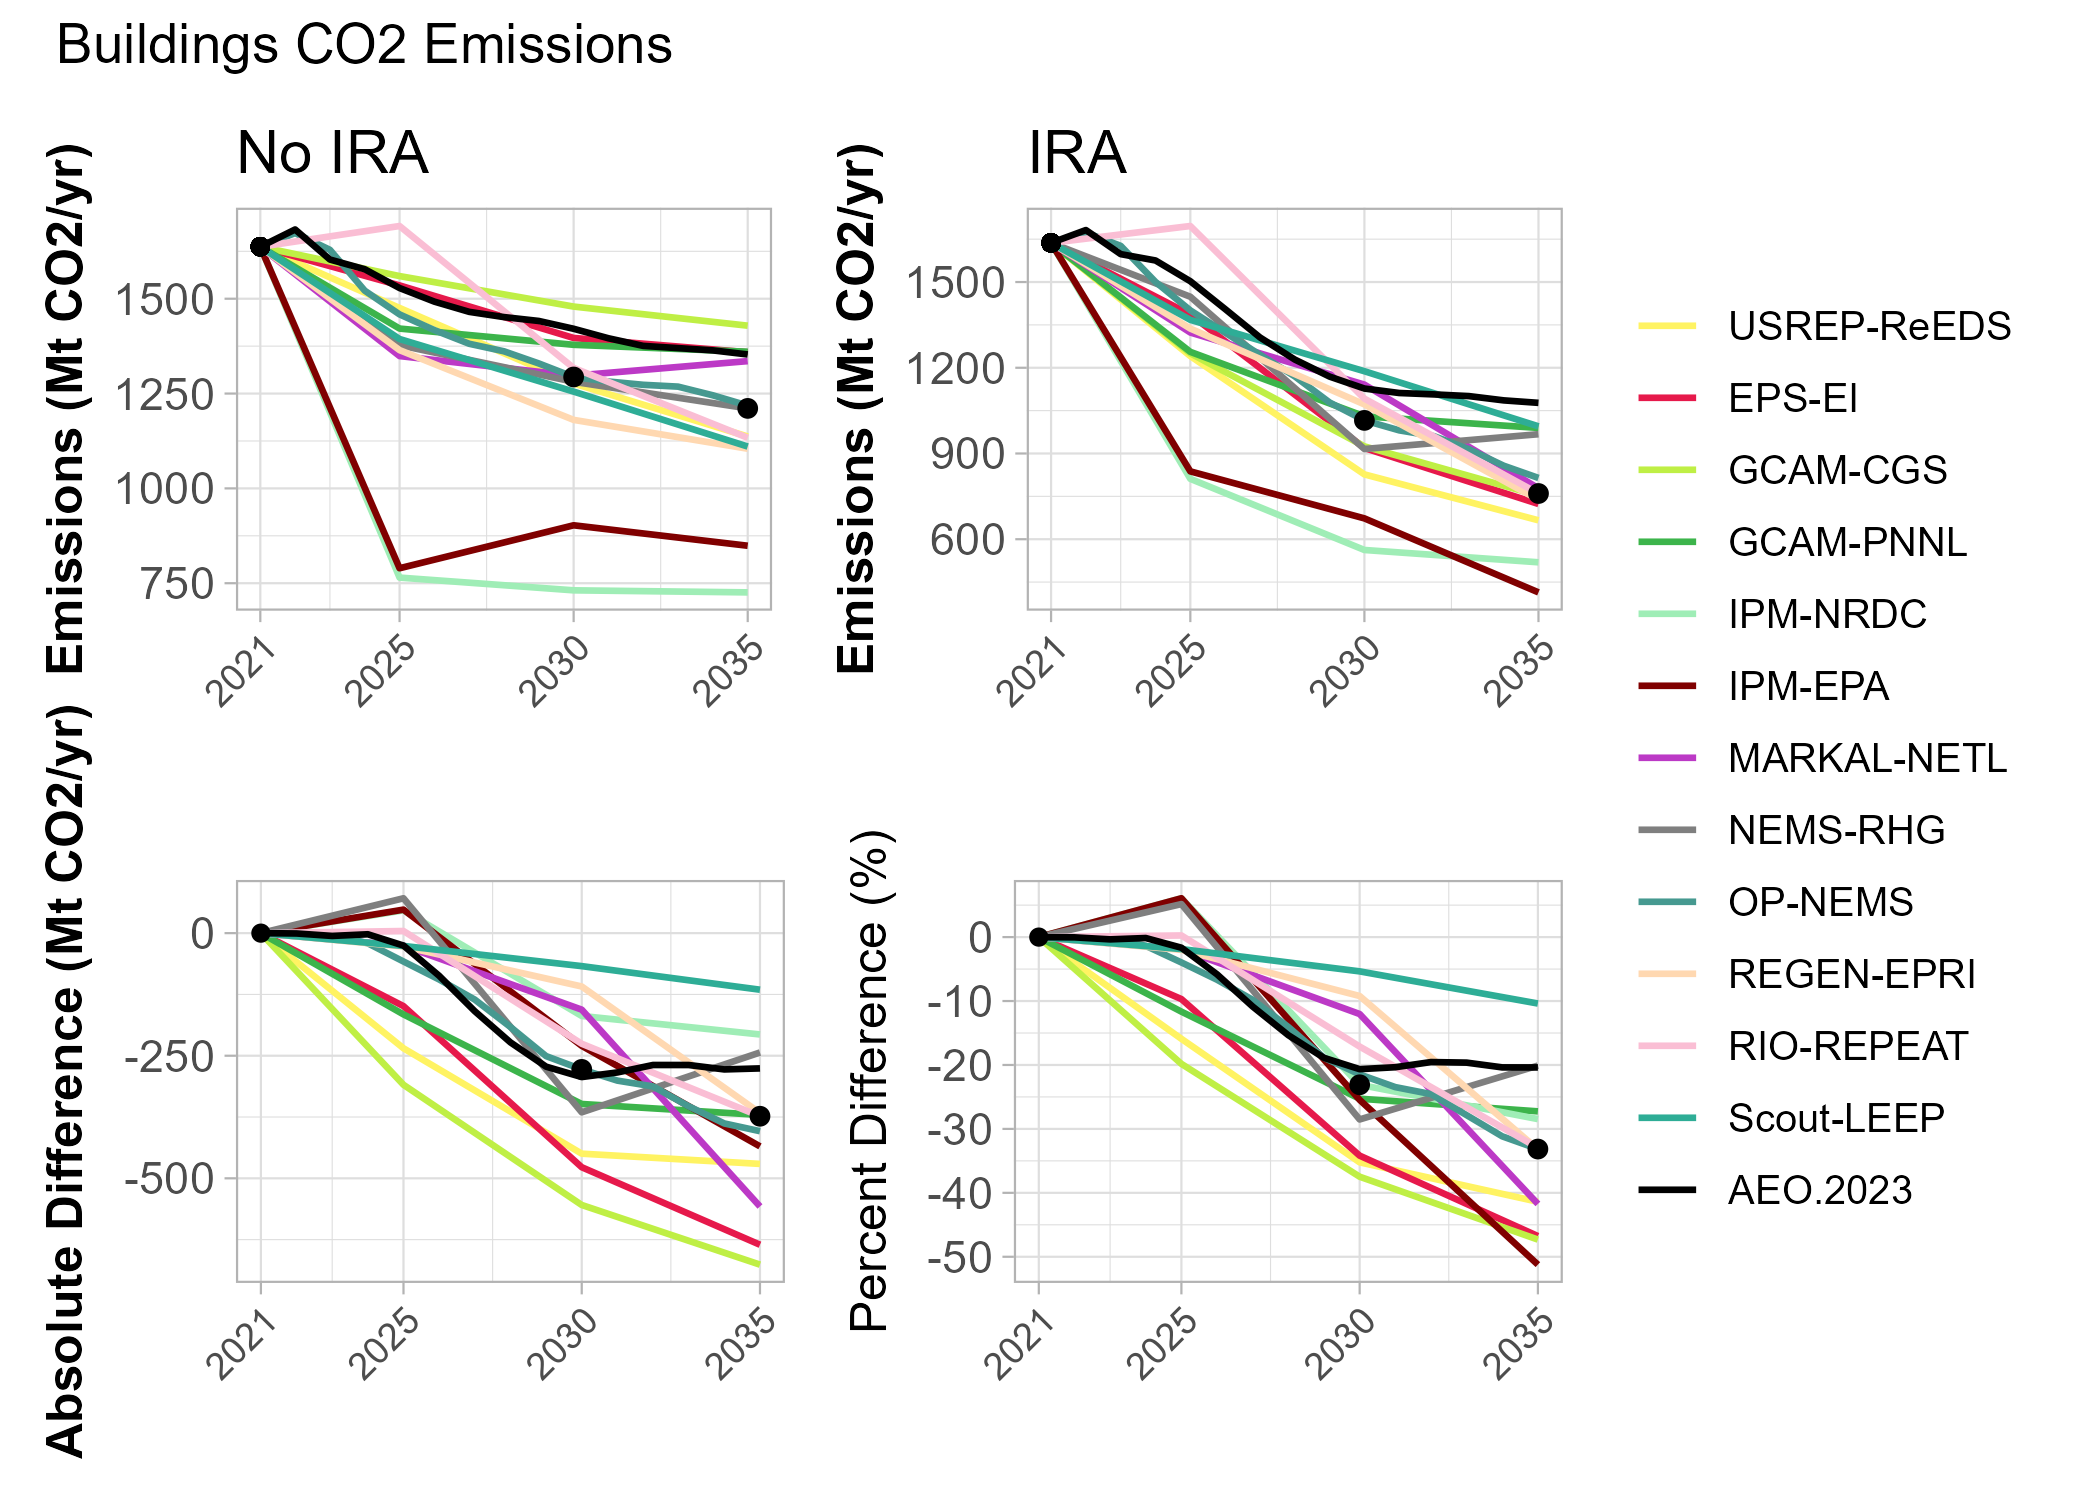 Buildings CO2 Emissions
No IRA
Emissions (Mt CO2/yr)
1500
1250
1000
750
2021
2025
2030
2035
IRA
Emissions (Mt CO2/yr)
1500
1200
900
600
2021
2025
2030
2035
Absolute Difference (Mt CO2/yr)
0
-250
-500
2021
2025
2030
2035
Percent Difference (%)
0
-10
-20
-30
-40
-50
2021
2025
2030
2035
USREP-ReEDS
EPS-EI
GCAM-CGS
GCAM-PNNL
IPM-NRDC
IPM-EPA
MARKAL-NETL
NEMS-RHG
OP-NEMS
REGEN-EPRI
RIO-REPEAT
Scout-LEEP
AEO.2023